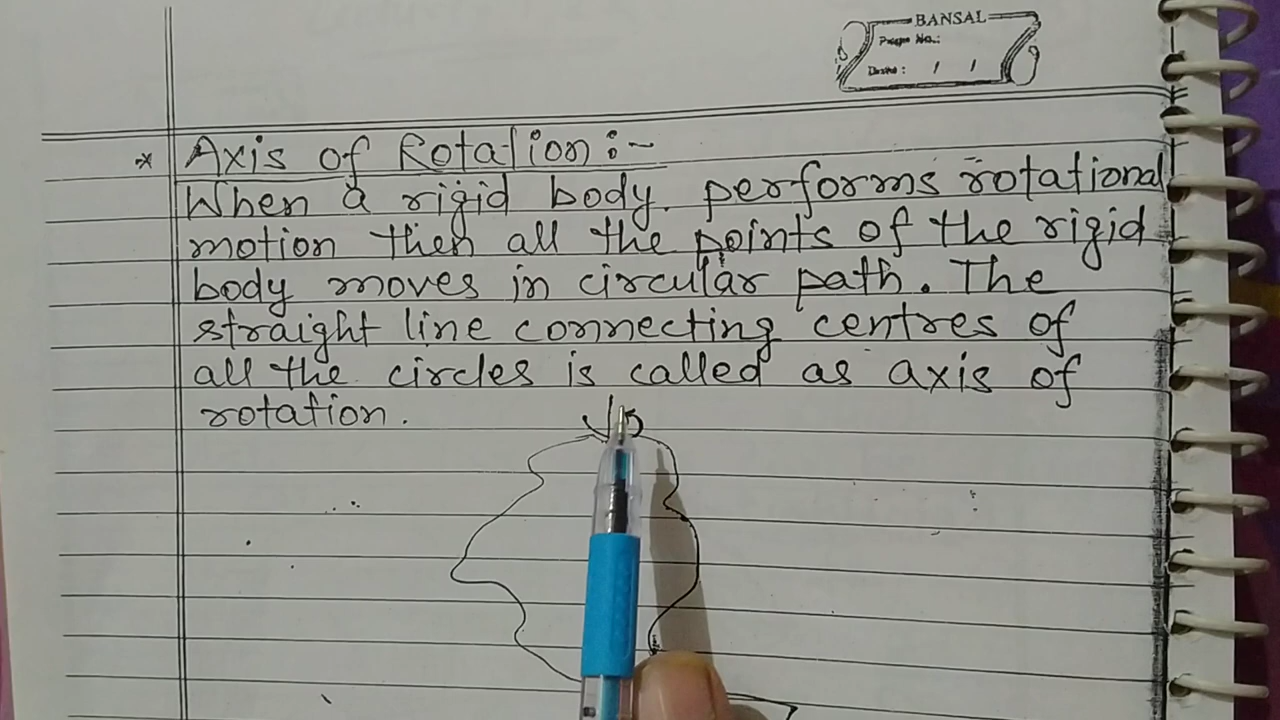 BANSAL
Page No.:
Date: / /
* Axis of Rotation :-
When a rigid body performs rotational
motion then all the points of the rigid
body moves in circular path. The
straight line connecting centres of
all the circles is called as axis of
rotation.